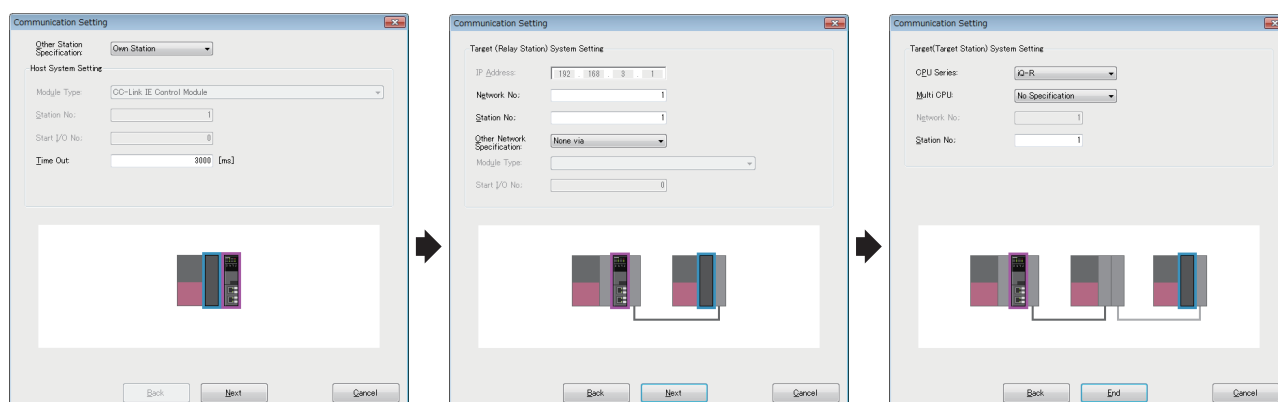 Communication Setting
Other Station
Specification:
Own Station
Host System Setting
Module Type:
CC-Link IE Control Module
Station No.:
1
Start I/O No.:
0
Time Out:
3000 [ms]
Back
Next
Cancel
Communication Setting
Target (Relay Station) System Setting
IP Address:
192 168 3 1
Network No.:
1
Station No.:
1
Other Network
Specification:
None via
Module Type:
Start I/O No.:
0
Back
Next
Cancel
Communication Setting
Target(Target Station) System Setting
CPU Series:
iQ-R
Multi CPU:
No Specification
Network No.:
1
Station No.:
1
Back
End
Cancel